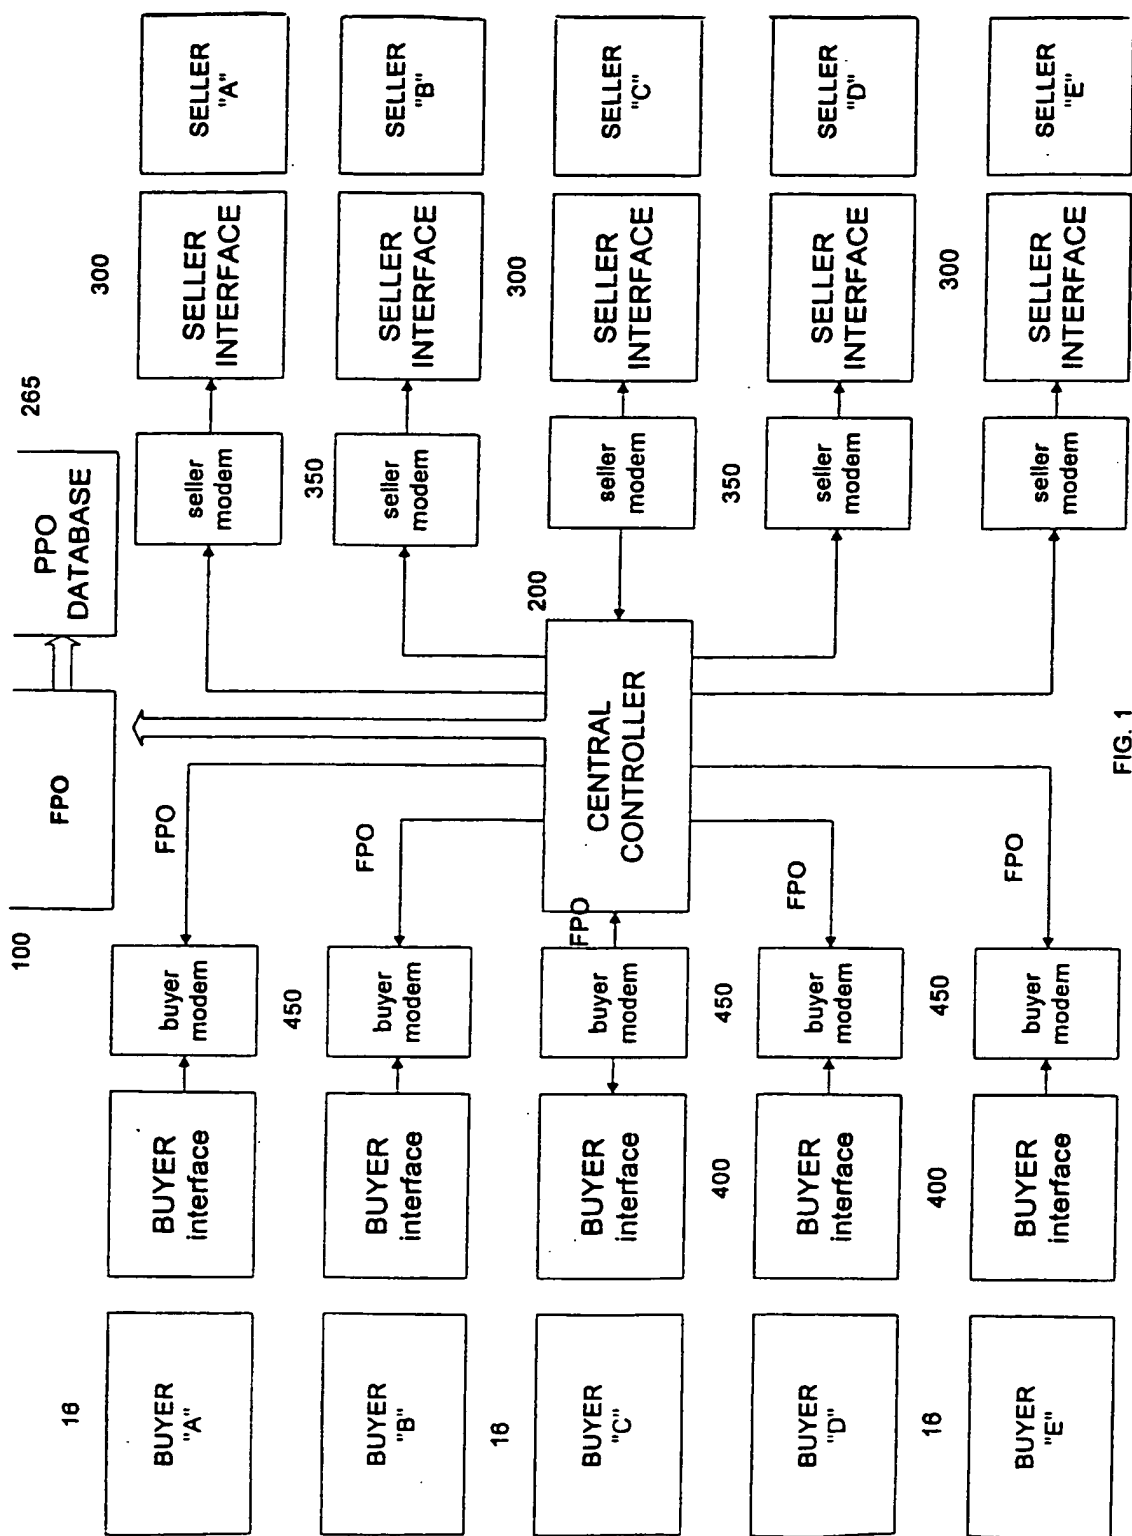 100
265
FPO
PPO
DATABASE
16
300
BUYER
"A"
BUYER
interface
buyer
modem
FPO
seller
modem
SELLER
INTERFACE
SELLER
"A"
450
350
BUYER
"B"
BUYER
interface
buyer
modem
FPO
seller
modem
SELLER
INTERFACE
SELLER
"B"
16
200
300
BUYER
"C"
BUYER
interface
buyer
modem
FPO
CENTRAL
CONTROLLER
seller
modem
SELLER
INTERFACE
SELLER
"C"
400
450
350
BUYER
"D"
BUYER
interface
buyer
modem
FPO
seller
modem
SELLER
INTERFACE
SELLER
"D"
16
400
450
300
BUYER
"E"
BUYER
interface
buyer
modem
FPO
seller
modem
SELLER
INTERFACE
SELLER
"E"
FIG. 1